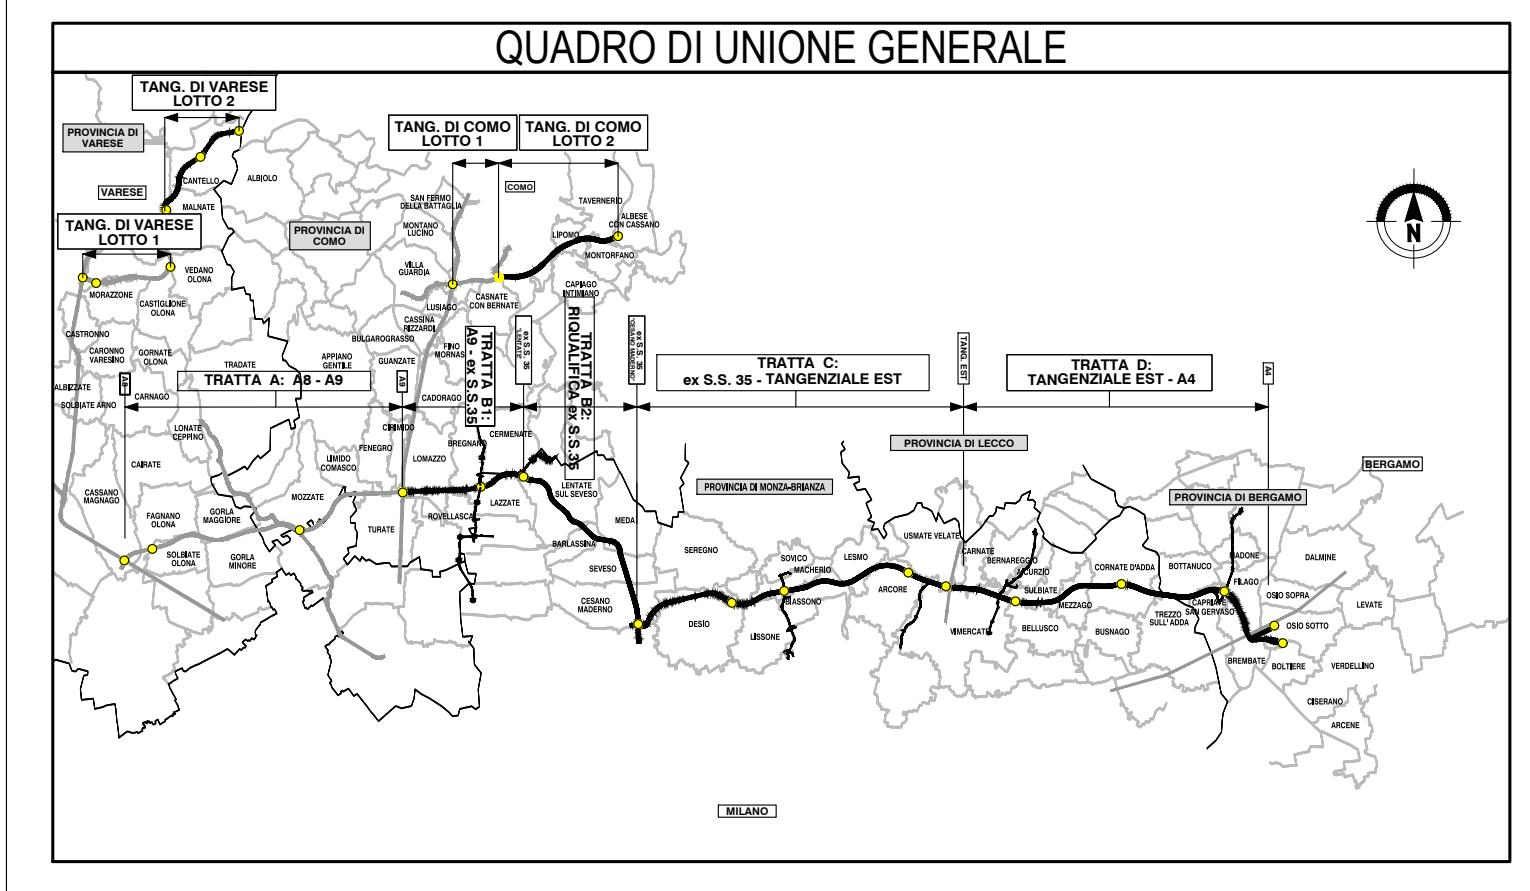 QUADRO DI UNIONE GENERALE
TANG. DI VARESE
LOTTO 2
PROVINCIA DI
VARESE
VARESE
CANTELLO
ALBIOLO
MALNATE
TANG. DI VARESE
LOTTO 1
VEDANO
OLONA
MORAZZONE
CASTIGLIONE
OLONA
PROVINCIA DI
COMO
TANG. DI COMO
LOTTO 1
TANG. DI COMO
LOTTO 2
COMO
SAN FERMO
DELLA BATTAGLIA
MONTANO
LUCINO
VILLA
GUARDIA
TAVERNERIO
ALBESE
CON CASSANO
LIPOMO
MONTORFANO
CAPIAGO
INTIMIANO
LUSIAGO
CASNATE
CON BERNATE
CASSINA
RIZZARDI
BULGAROGRASSO
FINO
MORNAS
GUANZATE
APPIANO
GENTILE
CASTRONNO
CARONNO
VARESINO
GORNATE
OLONA
TRADATE
ALBIZZATE
SOLBIATE ARNO
CARNAGO
A8
TRATTA A: A8 - A9
A9
CADORAGO
TRATTA B1:
A9 - ex S.S.35
ex S.S. 35
"LENTATE"
TRATTA B2:
RIQUALIFICA ex S.S.35
ex S.S. 35
"CESANO MADERNO"
TRATTA C:
ex S.S. 35 - TANGENZIALE EST
TANG. EST
TRATTA D:
TANGENZIALE EST - A4
A4
LONATE
CEPPINO
CIRIMIDO
FENEGRO
CERMENATE
BREGNANO
LOMAZZO
LIMIDO
COMASCO
CAIRATE
CASSANO
MAGNAGO
MOZZATE
FAGNANO
OLONA
GORLA
MAGGIORE
TURATE
ROVELLASCA
LAZZATE
LENTATE
SUL SEVESO
SOLBIATE
OLONA
GORLA
MINORE
BARLASSINA
MEDA
SEVESO
CESANO
MADERNO
PROVINCIA DI MONZA-BRIANZA
PROVINCIA DI LECCO
BERGAMO
PROVINCIA DI BERGAMO
SEREGNO
SOVICO
MACHERIO
LESMO
USMATE VELATE
CARNATE
BERNAREGGIO
AICURZIO
SULBIATE
CORNATE D'ADDA
BOTTANUCO
MADONE
FILAGO
DALMINE
OSIO SOPRA
LEVATE
DESIO
LISSONE
BIASSONO
ARCORE
VIMERCATE
BELLUSCO
MEZZAGO
BUSNAGO
TREZZO
SULL' ADDA
CAPRIATE
SAN GERVASO
OSIO SOTTO
BREMBATE
BOLTIERE
VERDELLINO
CISERANO
ARCENE
N
MILANO